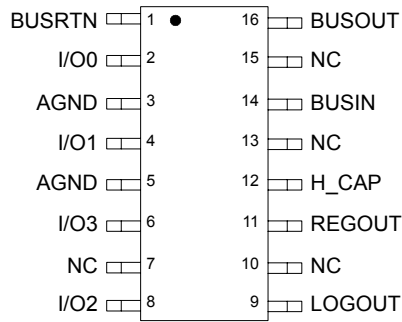 BUSRTN 1 16 BUSOUT
I/O0 2 15 NC
AGND 3 14 BUSIN
I/O1 4 13 NC
AGND 5 12 H_CAP
I/O3 6 11 REGOUT
NC 7 10 NC
I/O2 8 9 LOGOUT